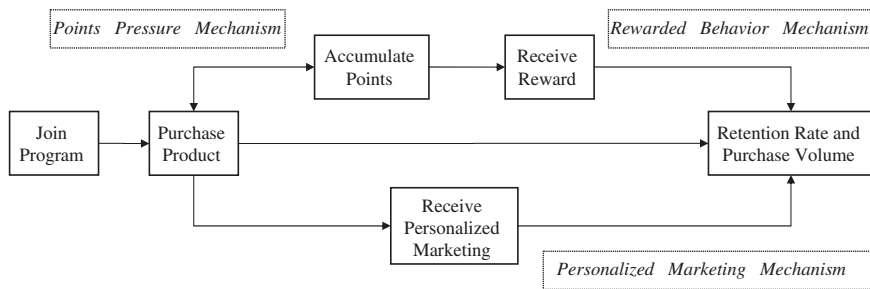 Points Pressure Mechanism
Rewarded Behavior Mechanism
Accumulate
Points
Receive
Reward
Join
Program
Purchase
Product
Retention Rate and
Purchase Volume
Receive
Personalized
Marketing
Personalized Marketing Mechanism